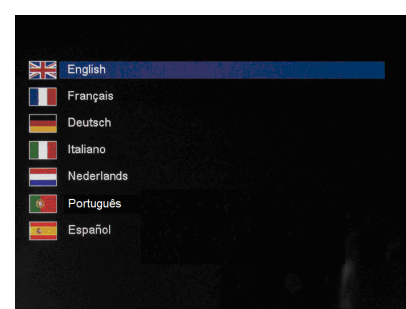 English
Français
Deutsch
Italiano
Nederlands
Português
Español